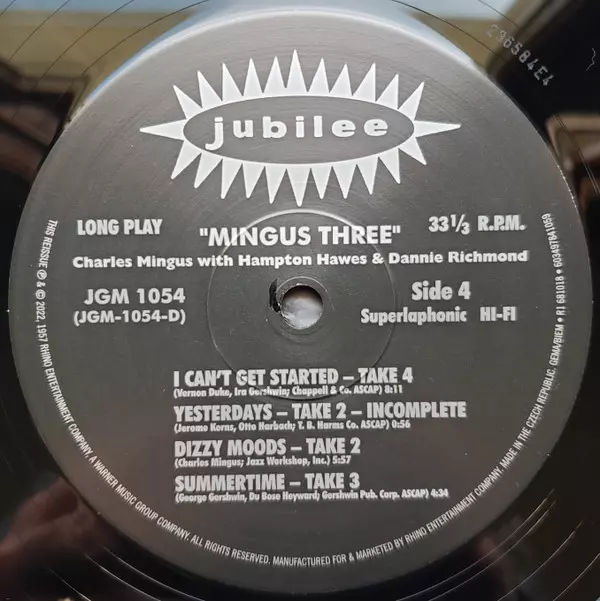 236584E4
jubilee
LONG PLAY
"MINGUS THREE"
33 1/3 R.P.M.
Charles Mingus with Hampton Hawes & Dannie Richmond
JGM 1054
(JGM-1054-D)
Side 4
Superlaphonic HI-FI
I CAN'T GET STARTED – TAKE 4
(Vernon Duke, Ira Gershwin; Chappell & Co. ASCAP) 8:11
YESTERDAYS – TAKE 2 – INCOMPLETE
(Jerome Kerns, Otto Harbach; T. B. Harms Co. ASCAP) 0:56
DIZZY MOODS – TAKE 2
(Charles Mingus; Jazz Workshop, Inc.) 5:57
SUMMERTIME – TAKE 3
(George Gershwin, Du Bose Heyward; Gershwin Pub. Corp. ASCAP) 4:34
THIS REISSUE ℗ & © 2022, 1957 RHINO ENTERTAINMENT COMPANY. A WARNER MUSIC GROUP COMPANY. ALL RIGHTS RESERVED. MANUFACTURED FOR & MARKETED BY RHINO ENTERTAINMENT COMPANY. MADE IN THE CZECH REPUBLIC. GEMA/BIEM • R1 681018 • 603497841059